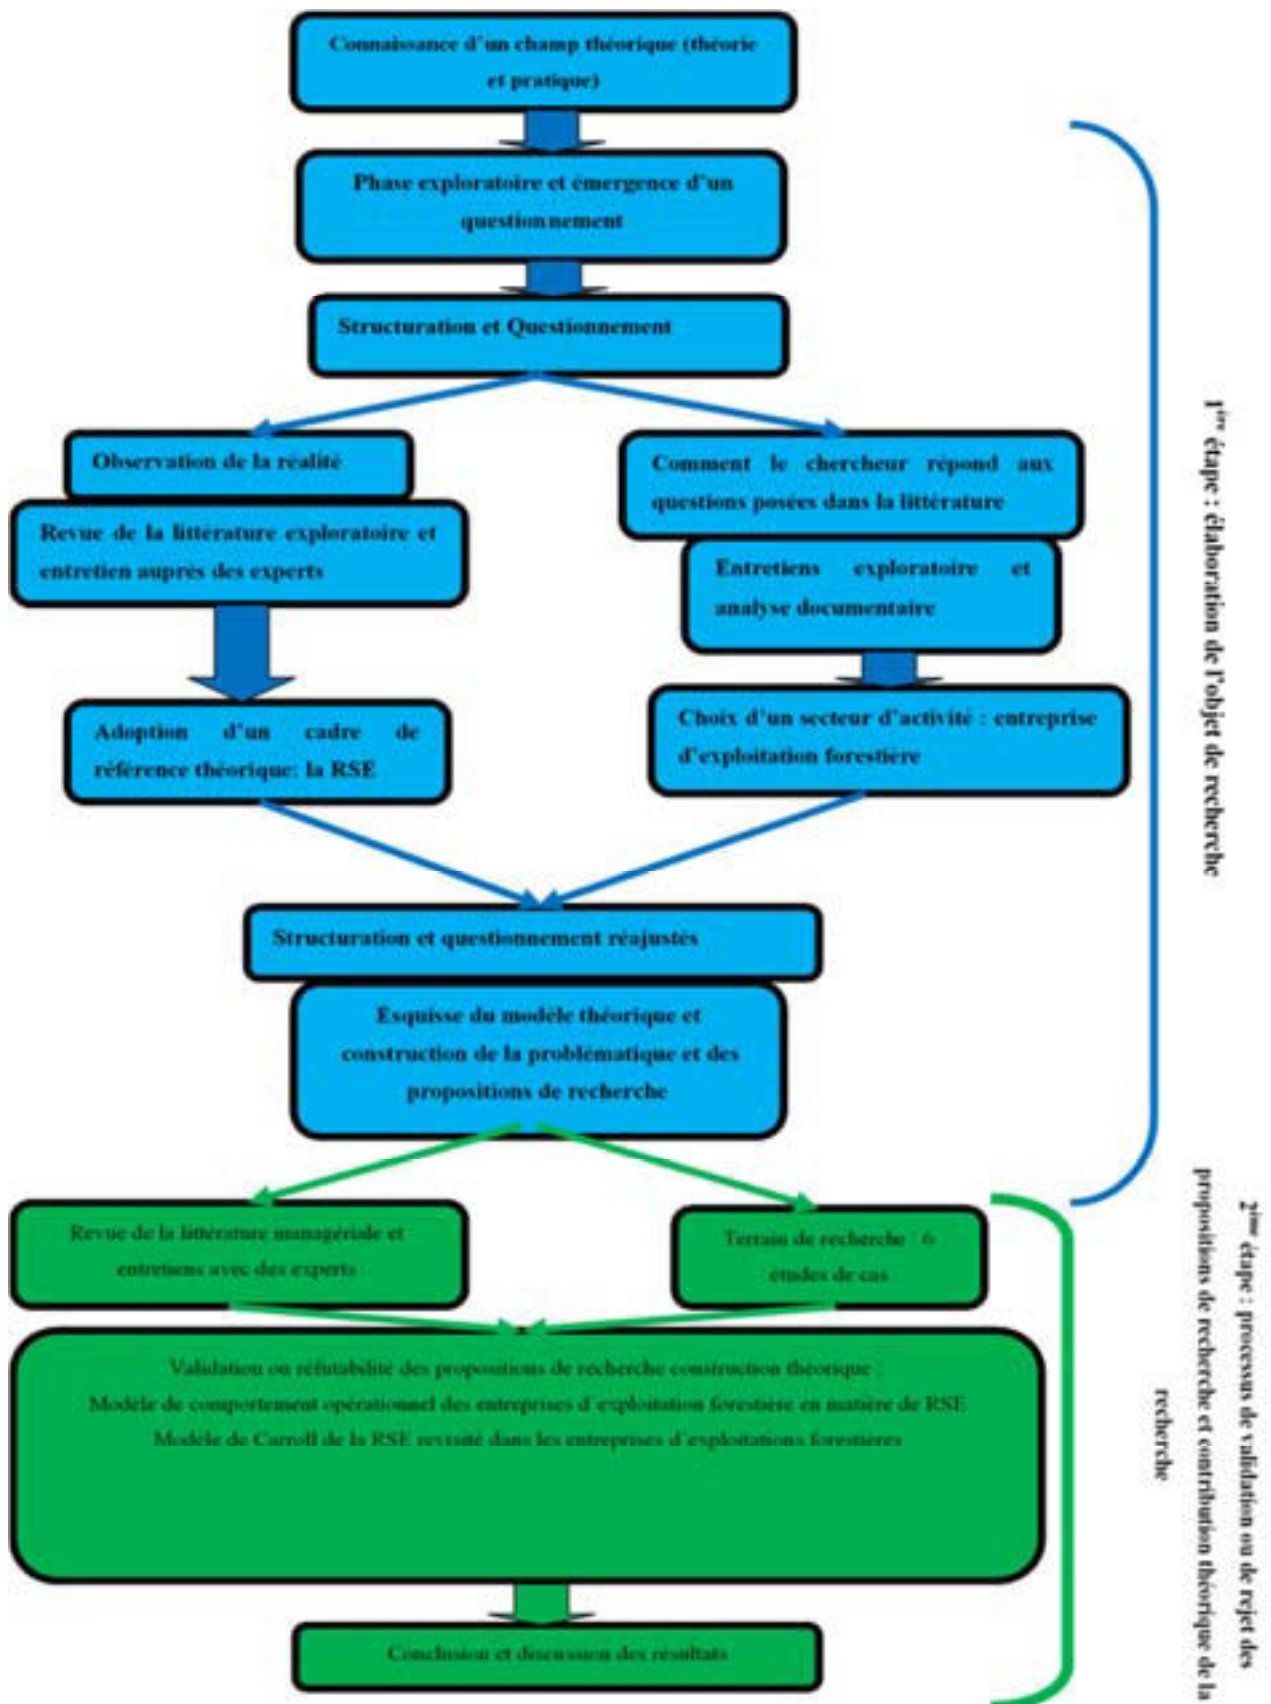 Connaissance d'un champ théorique (théorie
et pratique)
Phase exploratoire et émergence d'un
questionnement
Structuration et Questionnement
Observation de la réalité
Revue de la littérature exploratoire et
entretien auprès des experts
Adoption d'un cadre de
référence théorique: la RSE
Comment le chercheur répond aux
questions posées dans la littérature
Entretiens exploratoire et
analyse documentaire
Choix d'un secteur d'activité : entreprise
d'exploitation forestière
Structuration et questionnement réajustés
Esquisse du modèle théorique et
construction de la problématique et des
propositions de recherche
1ère étape : élaboration de l'objet de recherche
Revue de la littérature managériale et
entretiens avec des experts
Terrain de recherche : 6
études de cas
Validation ou réfutabilité des propositions de recherche construction théorique :
Modèle de comportement opérationnel des entreprises d'exploitation forestière en matière de RSE
Modèle de Carroll de la RSE revisité dans les entreprises d'exploitations forestières
Conclusion et discussion des résultats
2ème étape : processus de validation ou de rejet des
propositions de recherche et contribution théorique de la
recherche